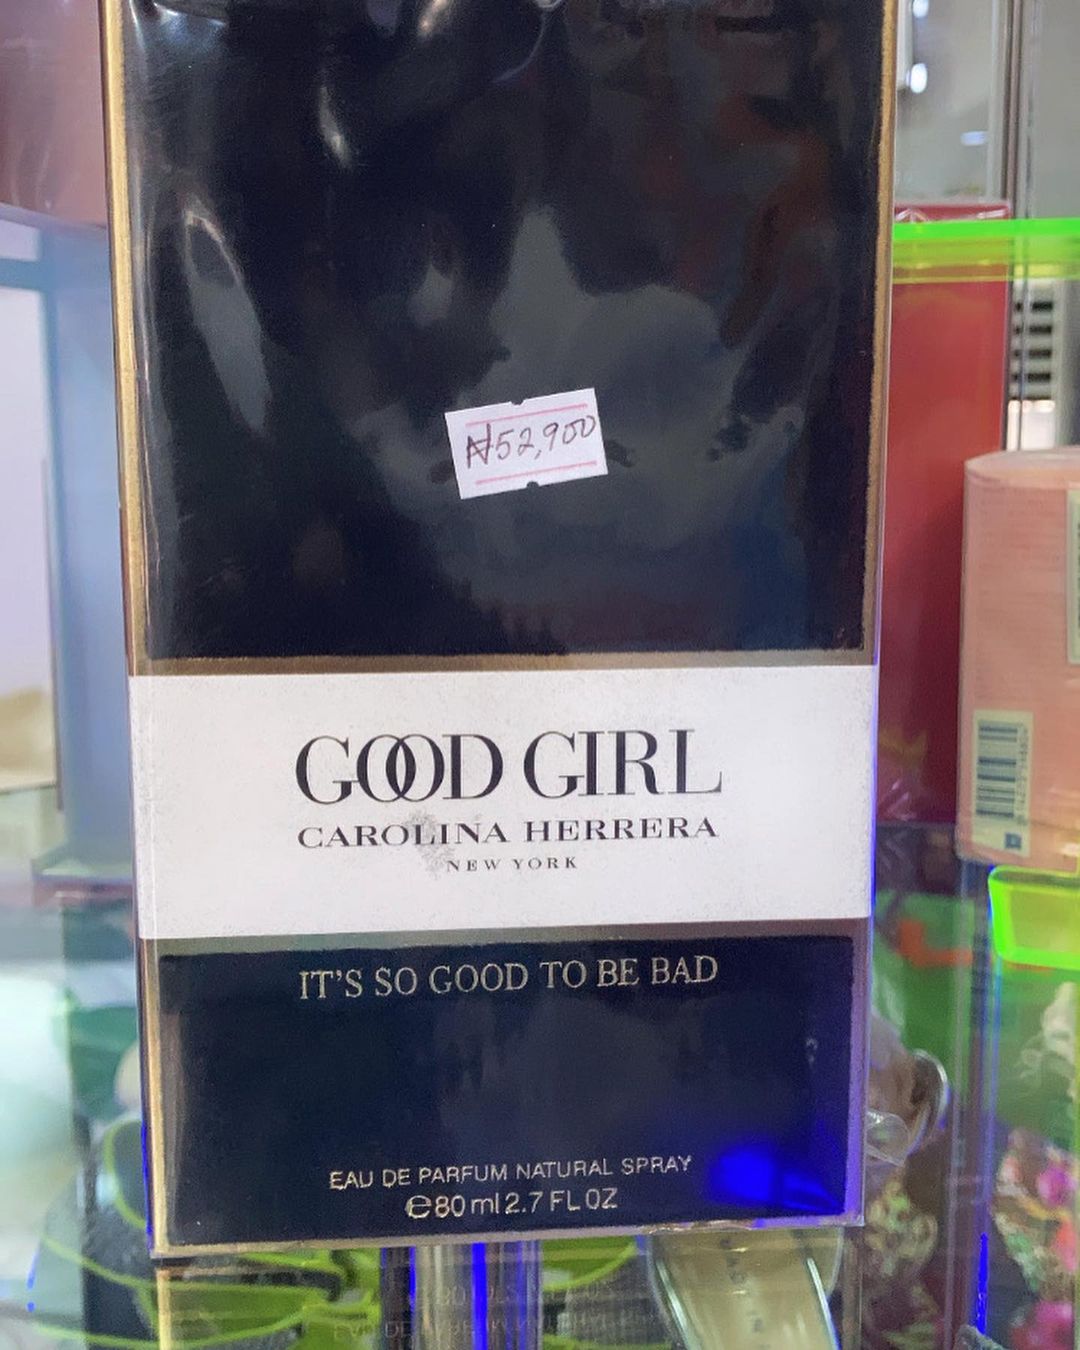 ₦52,900
GOOD GIRL
CAROLINA HERRERA
NEW YORK
IT'S SO GOOD TO BE BAD
EAU DE PARFUM NATURAL SPRAY
℮80 ml 2.7 FL OZ